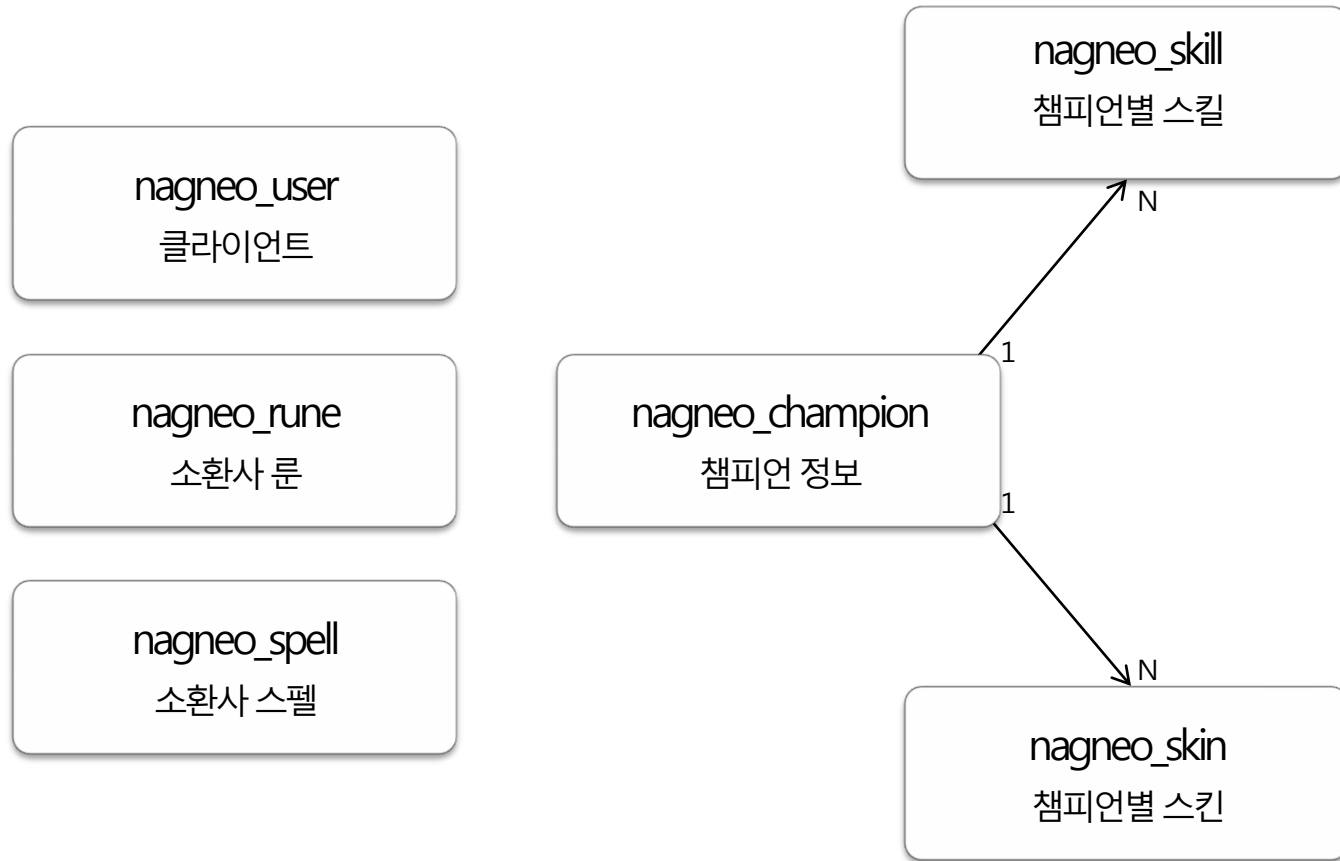 nagneo_skill
챔피언별 스킬
N
nagneo_user
클라이언트
1
nagneo_rune
소환사 룬
nagneo_champion
챔피언 정보
1
nagneo_spell
소환사 스펠
N
nagneo_skin
챔피언별 스킨